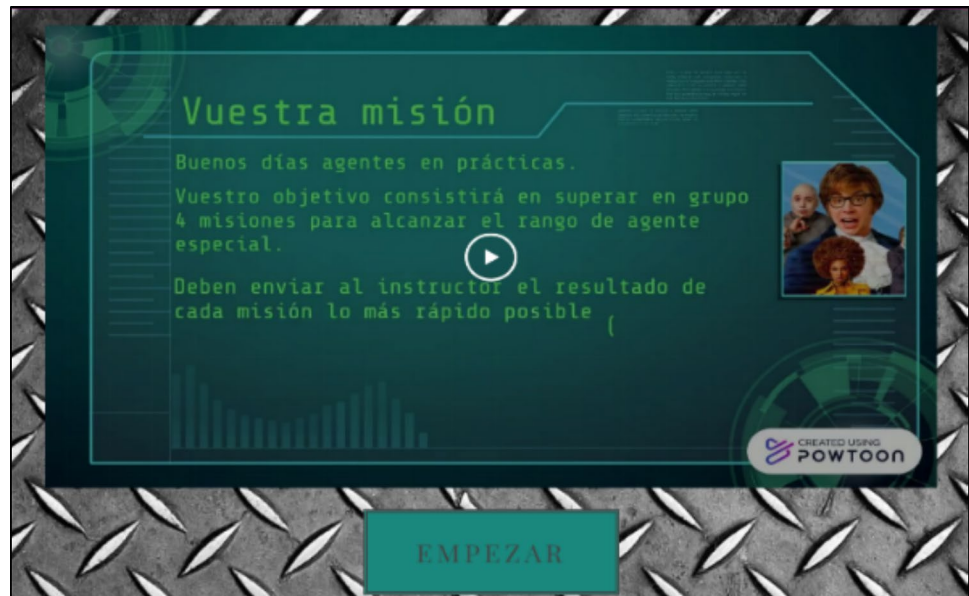 Vuestra misión
Buenos días agentes en prácticas.
Vuestro objetivo consistirá en superar en grupo
4 misiones para alcanzar el rango de agente
especial.
Deben enviar al instructor el resultado de
cada misión lo más rápido posible (
CREATED USING
POWTOON
EMPEZAR